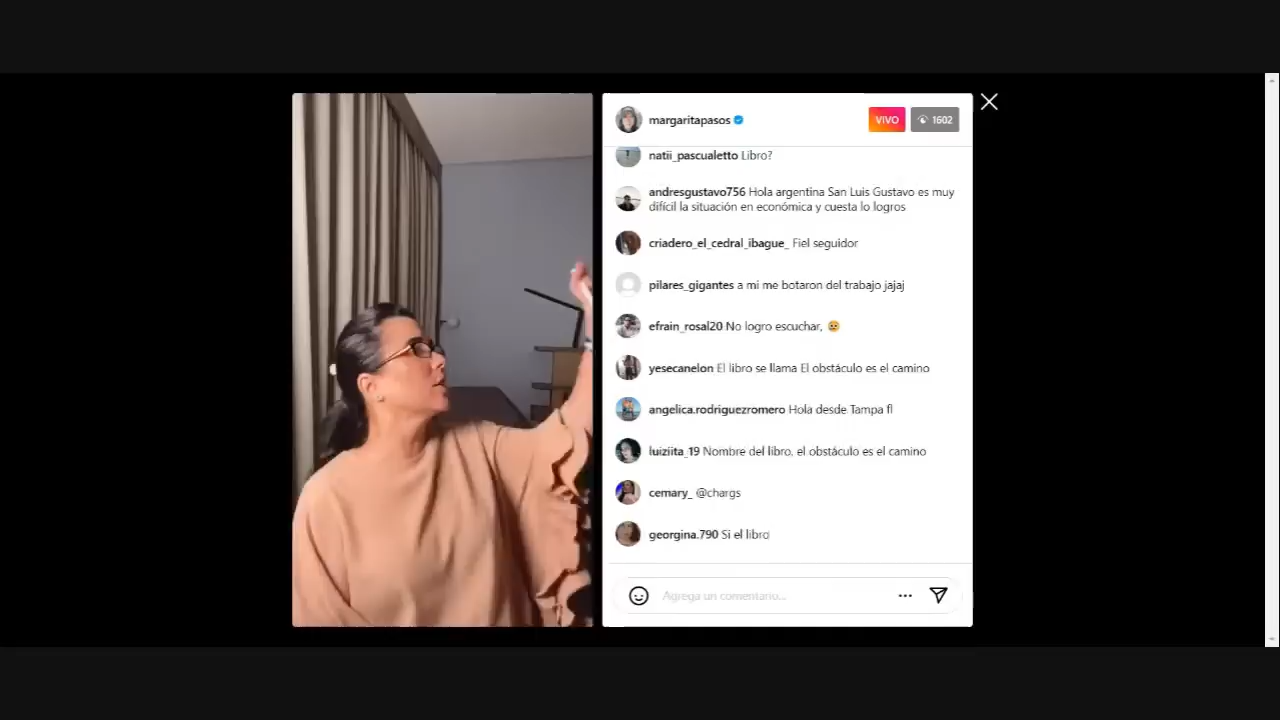 margaritapasos
VIVO
1602
natii_pascualetto Libro?
andresgustavo756 Hola argentina San Luis Gustavo es muy
difícil la situación en económica y cuesta lo logros
criadero_el_cedral_ibague_ Fiel seguidor
pilares_gigantes a mi me botaron del trabajo jajaj
efrain_rosal20 No logro escuchar, 😢
yesecanelon El libro se llama El obstáculo es el camino
angelica.rodriguezromero Hola desde Tampa fl
luiziita_19 Nombre del libro, el obstáculo es el camino
cemary_ @chargs
georgina.790 Si el libro
Agrega un comentario...